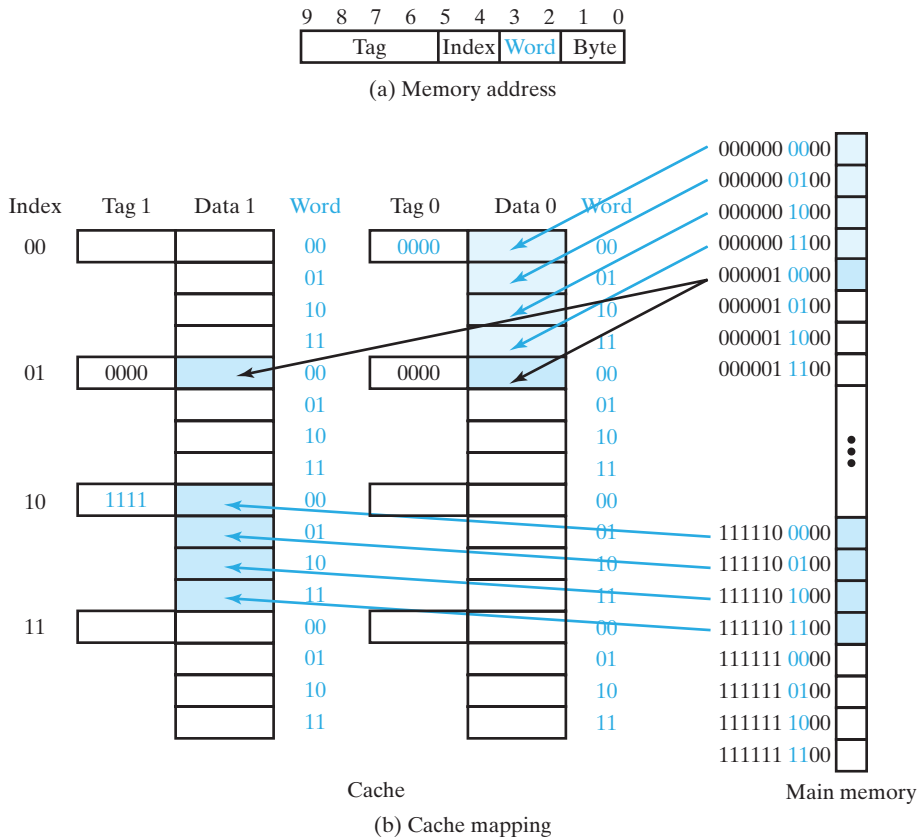 9 8 7 6 5 4 3 2 1 0
Tag Index Word Byte
(a) Memory address
Index Tag 1 Data 1 Word Tag 0 Data 0 Word
00 00 0000 00
01 01
10 10
11 11
01 0000 00 0000 00
01 01
10 10
11 11
10 1111 00 00
01 01
10 10
11 11
11 00 00
01 01
10 10
11 11
000000 0000
000000 0100
000000 1000
000000 1100
000001 0000
000001 0100
000001 1000
000001 1100
111110 0000
111110 0100
111110 1000
111110 1100
111111 0000
111111 0100
111111 1000
111111 1100
Cache
Main memory
(b) Cache mapping